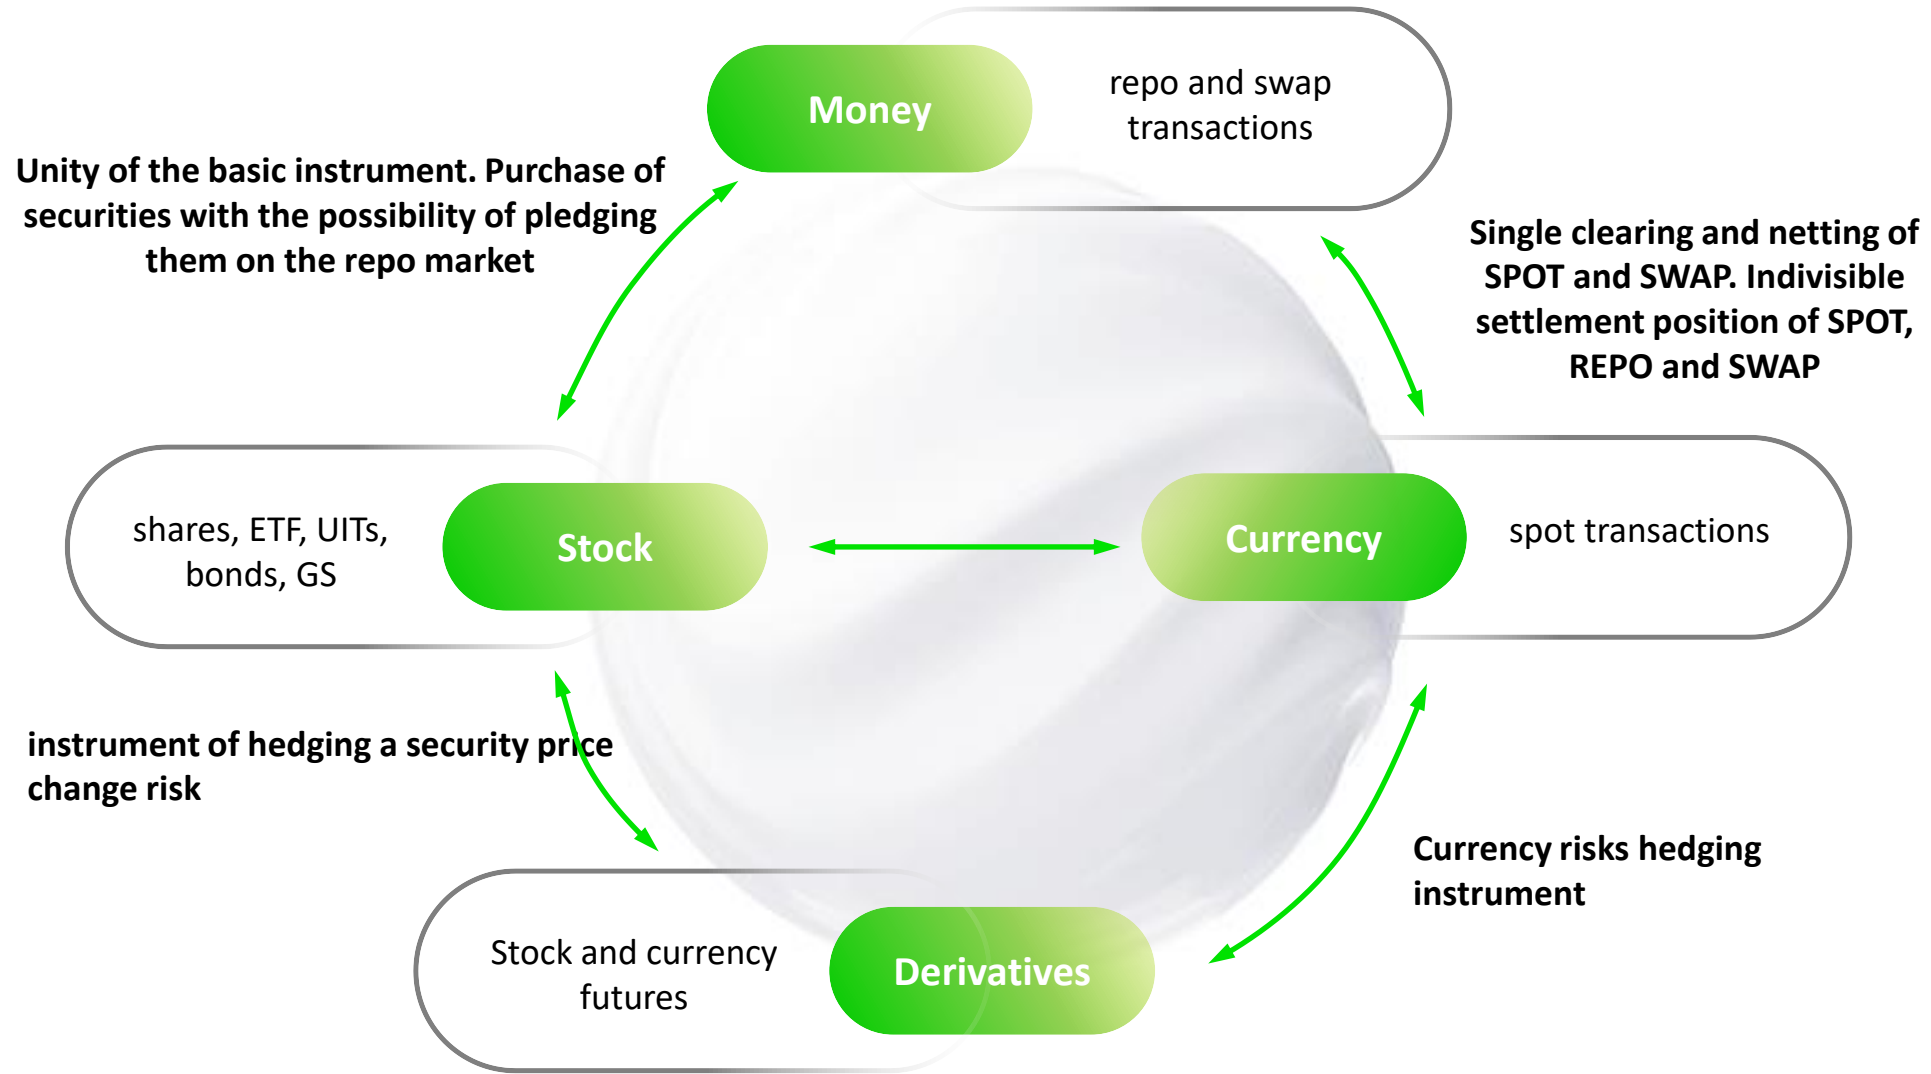 Money
repo and swap
transactions
Unity of the basic instrument. Purchase of
securities with the possibility of pledging
them on the repo market
Single clearing and netting of
SPOT and SWAP. Indivisible
settlement position of SPOT,
REPO and SWAP
shares, ETF, UITs,
bonds, GS
Stock
Currency
spot transactions
instrument of hedging a security price
change risk
Currency risks hedging
instrument
Stock and currency
futures
Derivatives